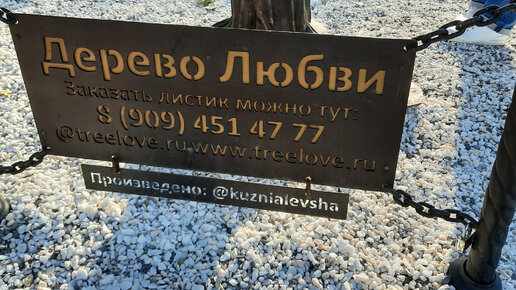 Дерево Любви
Заказать листик можно тут:
8 (909) 451 47 77
@treelove.ru·www.treelove.ru
Произведено: @kuznialevsha